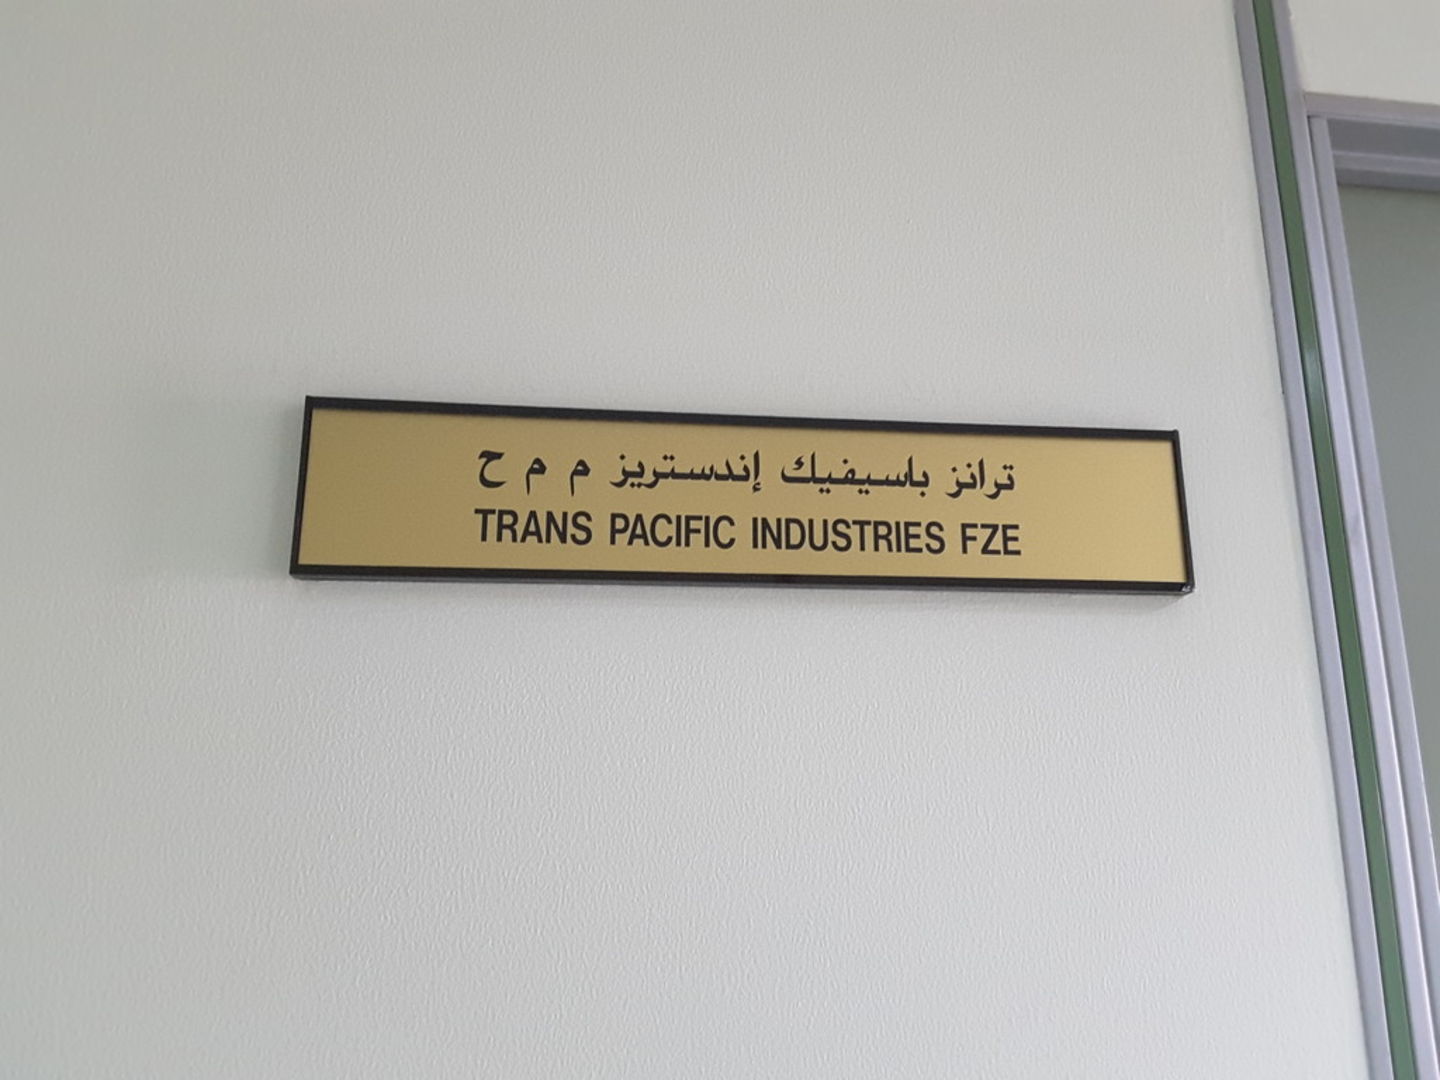 ترانز باسيفيك إندستريز م م ح
TRANS PACIFIC INDUSTRIES FZE